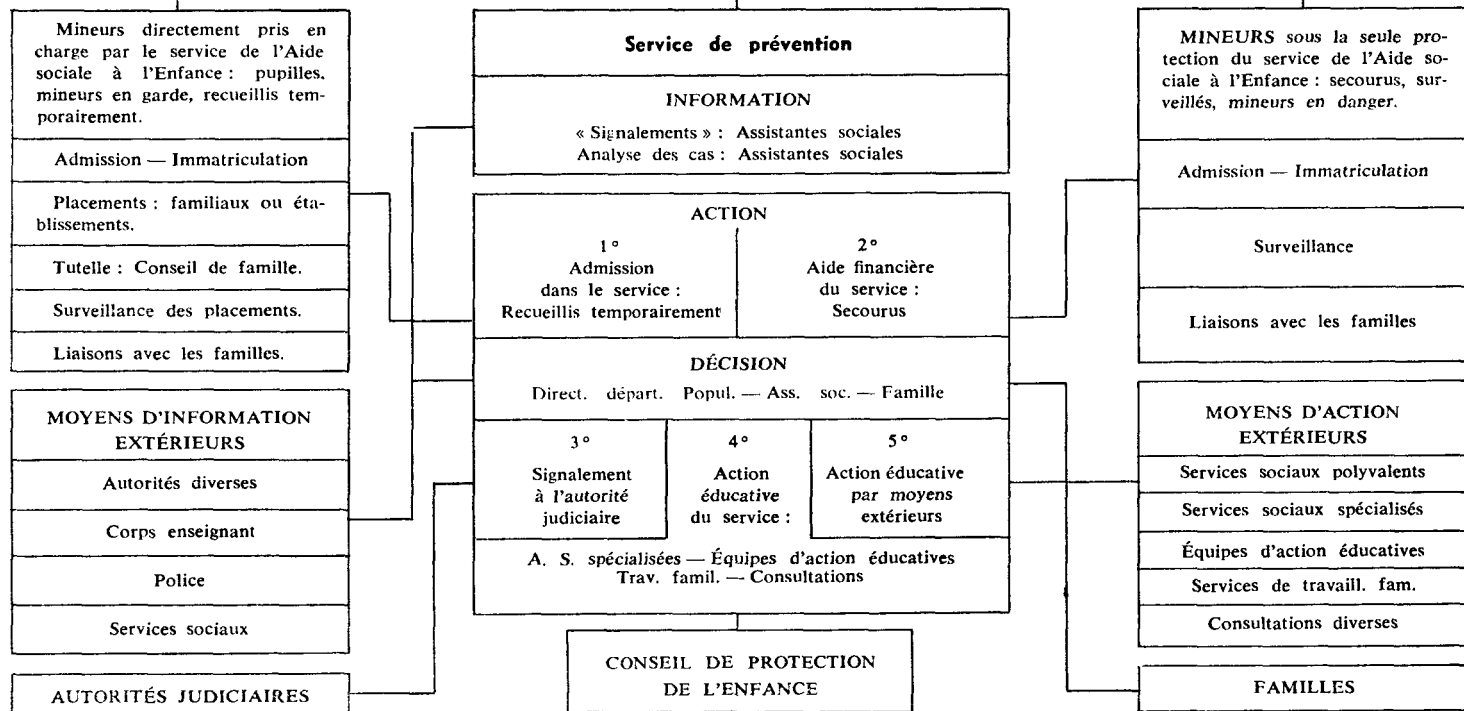 Mineurs directement pris en
charge par le service de l'Aide
sociale à l'Enfance : pupilles,
mineurs en garde, recueillis tem-
porairement.
Admission — Immatriculation
Placements : familiaux ou éta-
blissements.
Tutelle : Conseil de famille.
Surveillance des placements.
Liaisons avec les familles.
MOYENS D'INFORMATION
EXTÉRIEURS
Autorités diverses
Corps enseignant
Police
Services sociaux
AUTORITÉS JUDICIAIRES
Service de prévention
INFORMATION
« Signalements » : Assistantes sociales
Analyse des cas : Assistantes sociales
ACTION
1°
Admission
dans le service :
Recueillis temporairement
2°
Aide financière
du service :
Secourus
DÉCISION
Direct. départ. Popul. — Ass. soc. — Famille
3°
Signalement
à l'autorité
judiciaire
4°
Action
éducative
du service :
5°
Action éducative
par moyens
extérieurs
A. S. spécialisées — Équipes d'action éducatives
Trav. famil. — Consultations
CONSEIL DE PROTECTION
DE L'ENFANCE
MINEURS sous la seule pro-
tection du service de l'Aide so-
ciale à l'Enfance : secourus, sur-
veillés, mineurs en danger.
Admission — Immatriculation
Surveillance
Liaisons avec les familles
MOYENS D'ACTION
EXTÉRIEURS
Services sociaux polyvalents
Services sociaux spécialisés
Équipes d'action éducatives
Services de travaill. fam.
Consultations diverses
FAMILLES